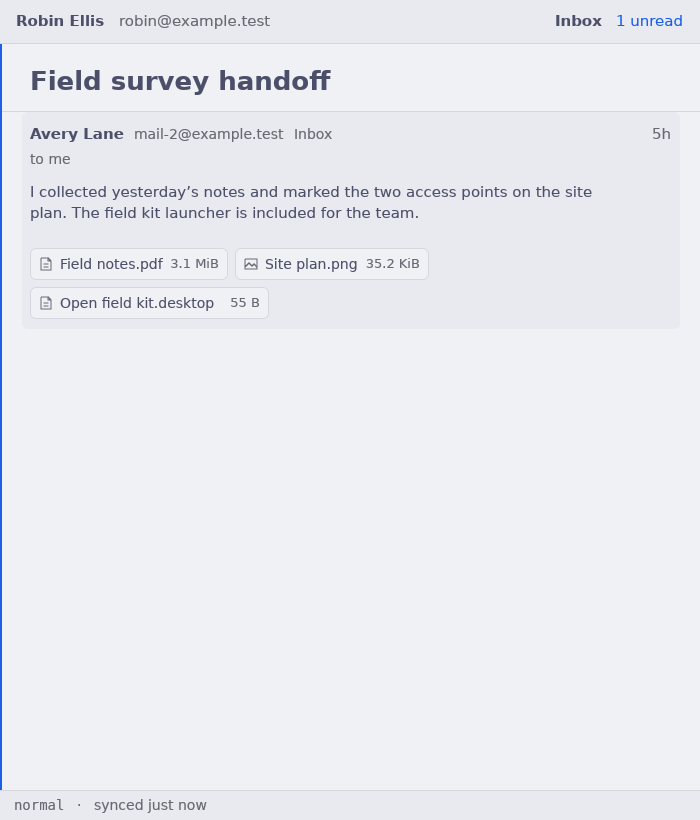 Robin Ellis robin@example.test Inbox 1 unread
Field survey handoff
Avery Lane mail-2@example.test Inbox 5h
to me
I collected yesterday’s notes and marked the two access points on the site
plan. The field kit launcher is included for the team.
Field notes.pdf 3.1 MiB Site plan.png 35.2 KiB
Open field kit.desktop 55 B
normal · synced just now